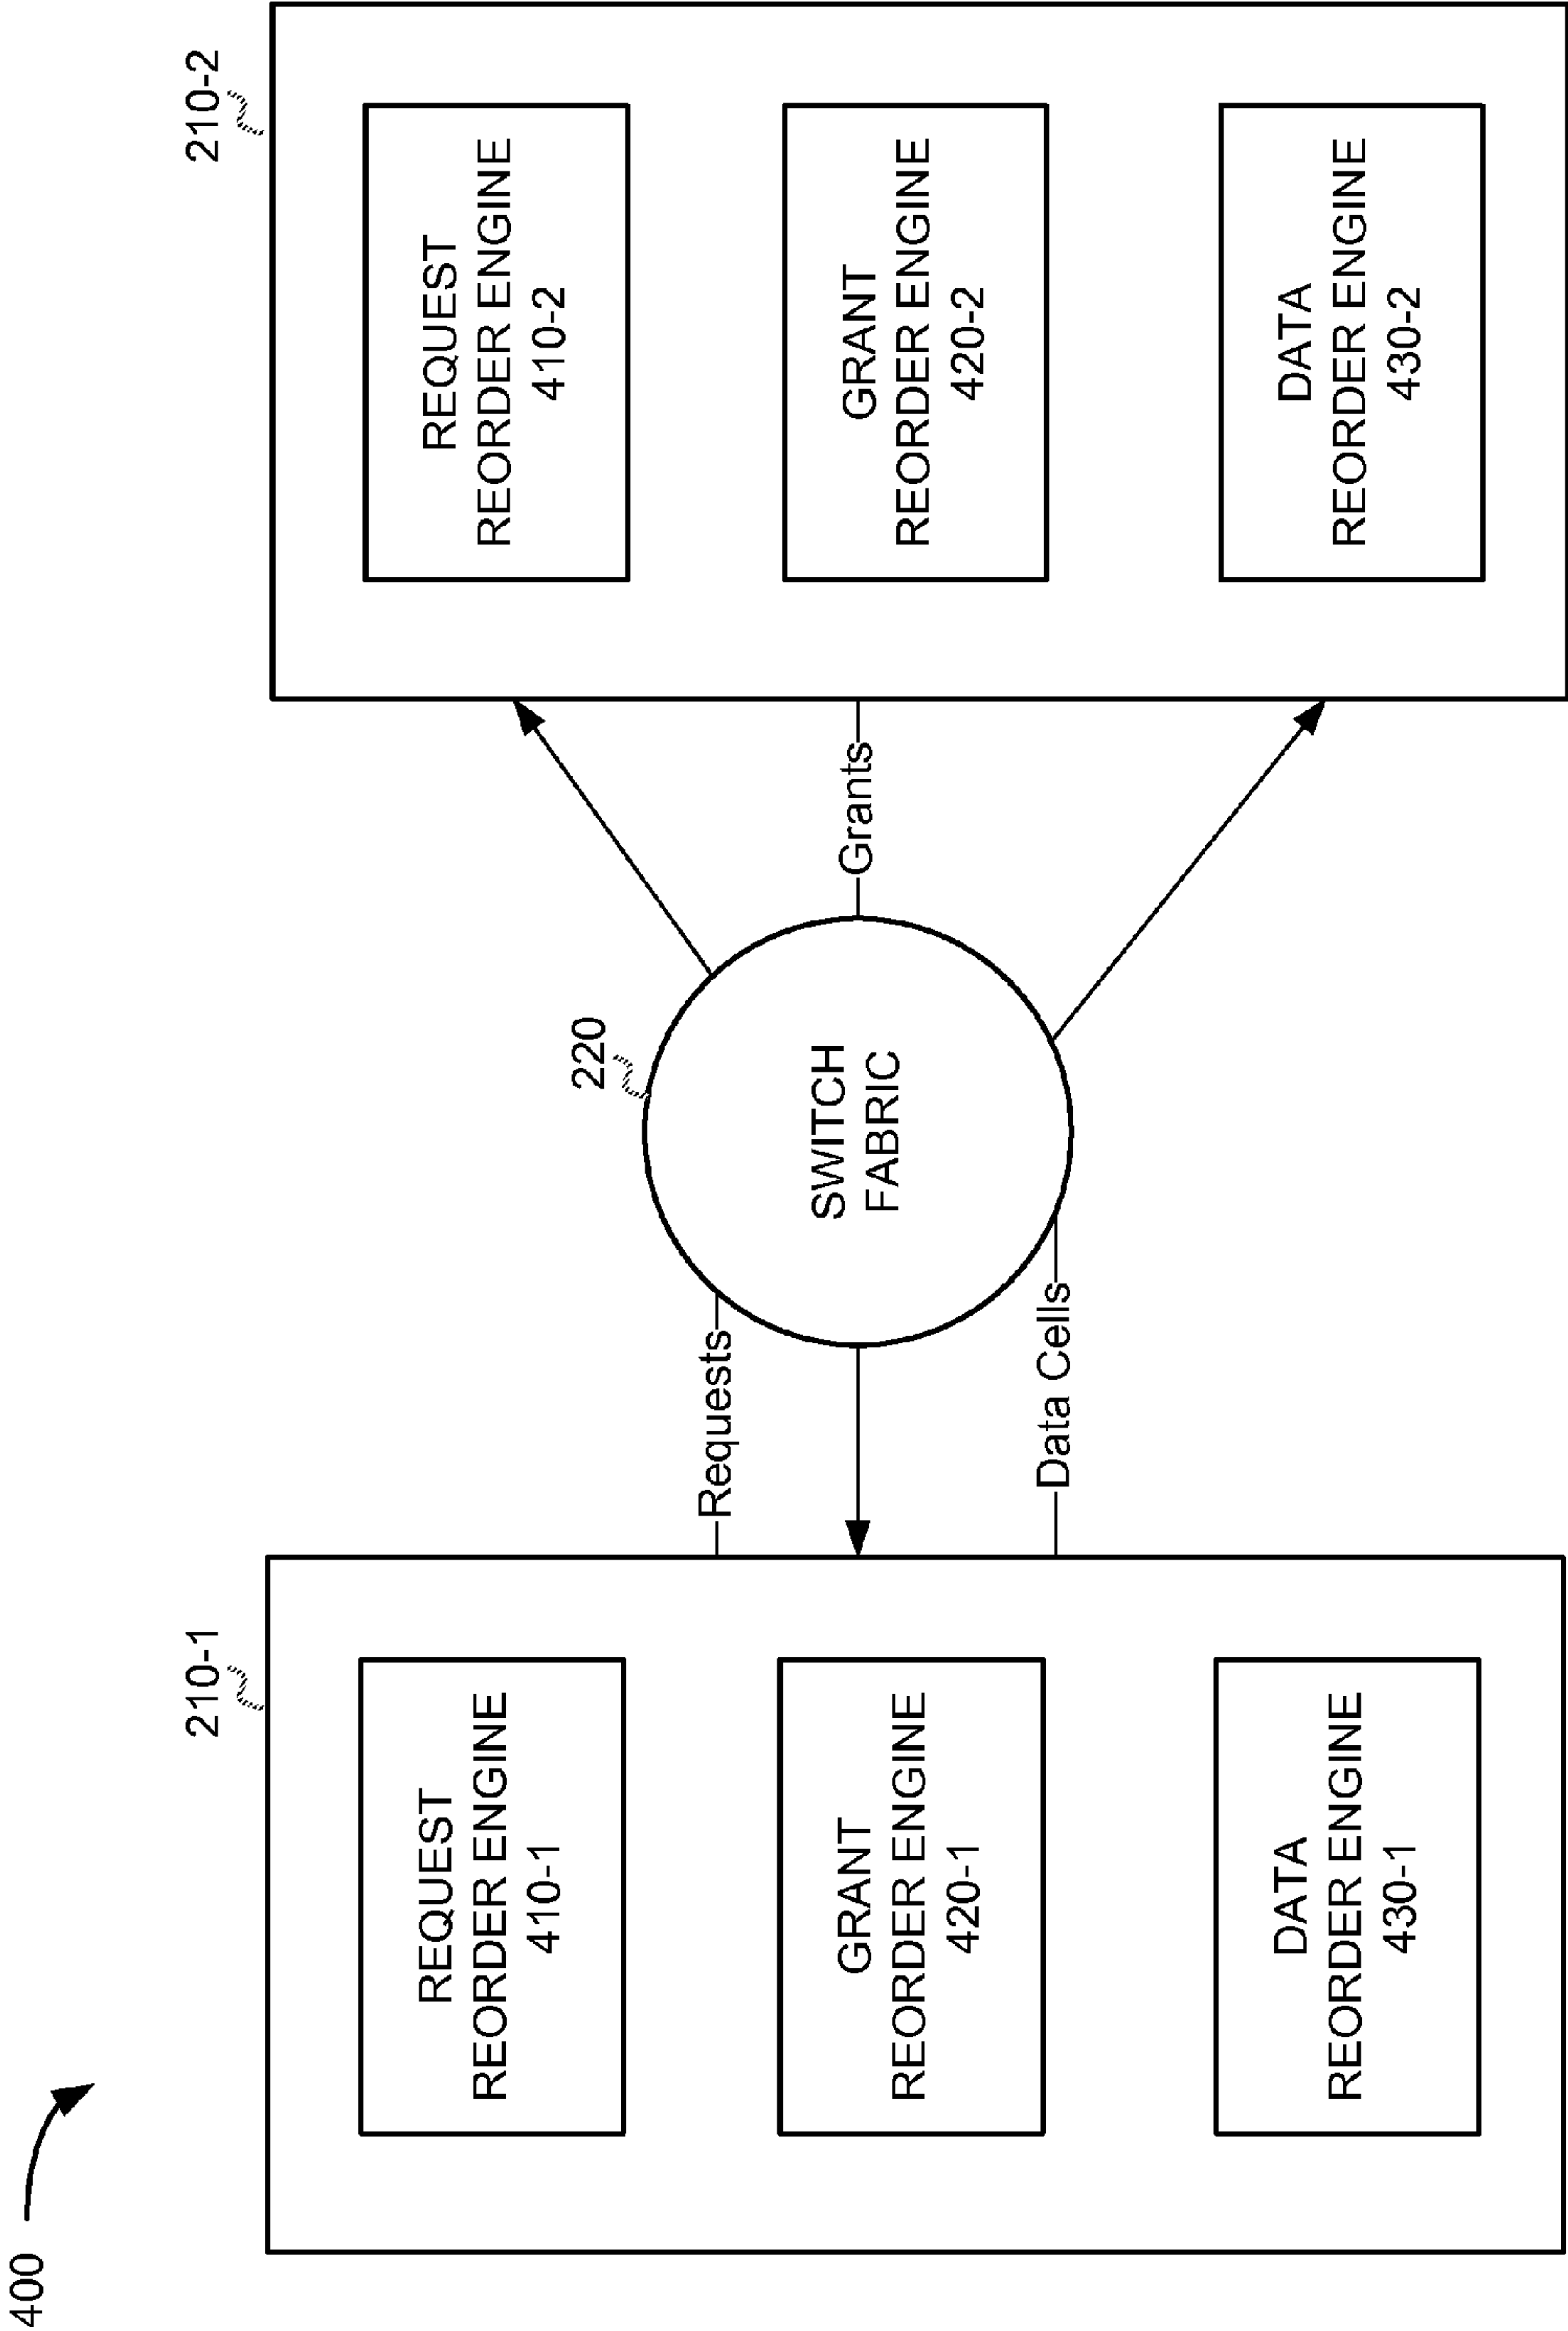 400
210-1
REQUEST
REORDER ENGINE
410-1
GRANT
REORDER ENGINE
420-1
DATA
REORDER ENGINE
430-1
Requests
Data Cells
220
SWITCH
FABRIC
Grants
210-2
REQUEST
REORDER ENGINE
410-2
GRANT
REORDER ENGINE
420-2
DATA
REORDER ENGINE
430-2